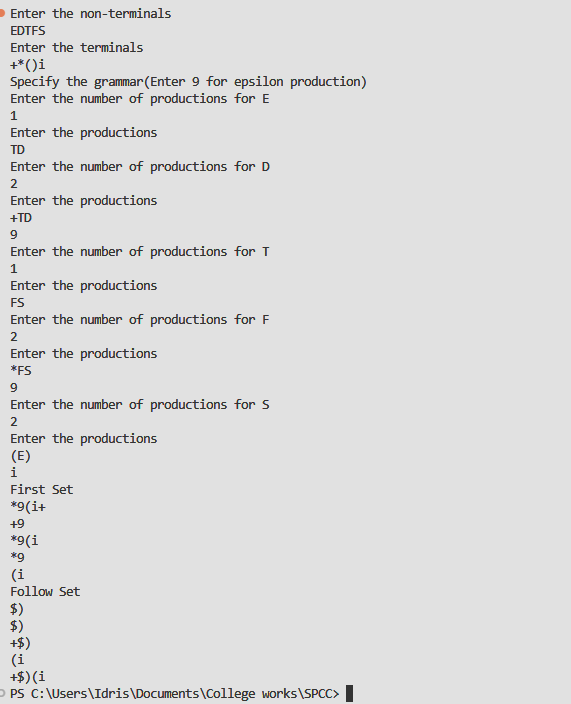 Enter the non-terminals
EDTFS
Enter the terminals
+*()i
Specify the grammar(Enter 9 for epsilon production)
Enter the number of productions for E
1
Enter the productions
TD
Enter the number of productions for D
2
Enter the productions
+TD
9
Enter the number of productions for T
1
Enter the productions
FS
Enter the number of productions for F
2
Enter the productions
*FS
9
Enter the number of productions for S
2
Enter the productions
(E)
i
First Set
*9(i+
+9
*9(i
*9
(i
Follow Set
$)
$)
+$)
(i
+$)(i
PS C:\Users\Idris\Documents\College works\SPCC>